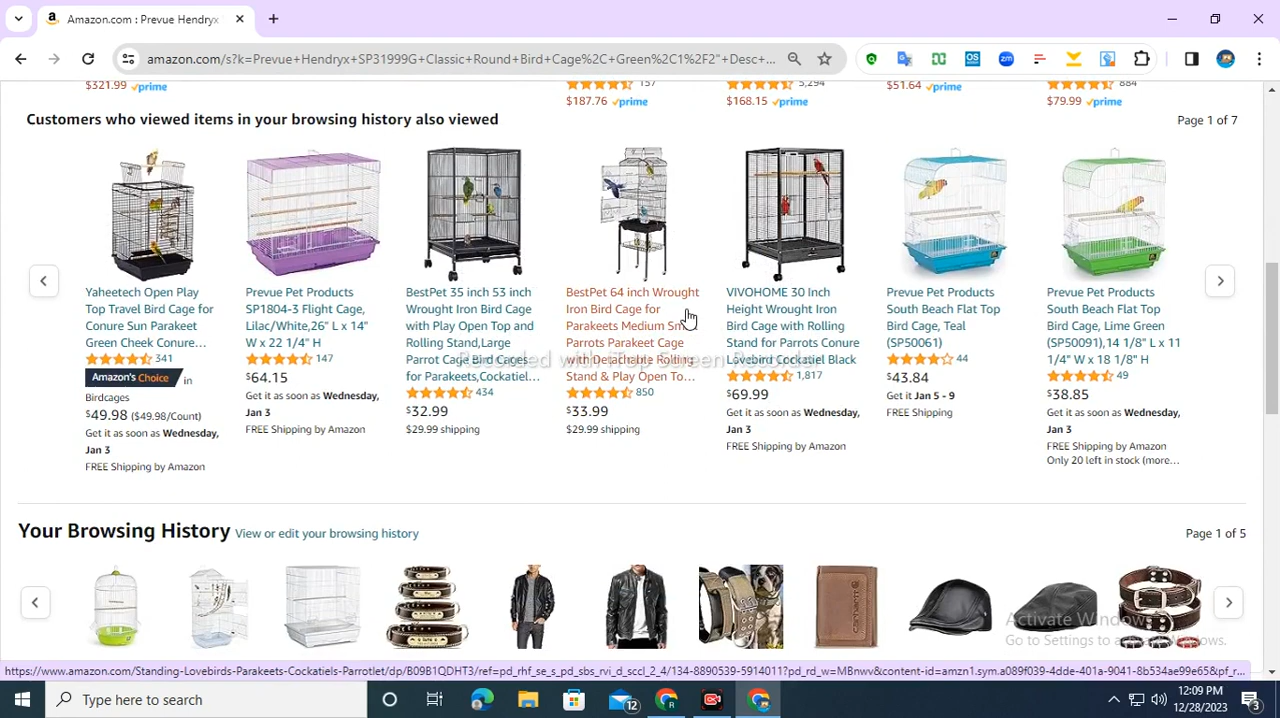 Amazon.com : Prevue Hendryx
amazon.com/s?k=Prevue+Hendryx+SP31999G+Classic+Round+Bird+Cage%2C+Green%2C1%2F2"+Desc+...
$321.99 prime
157
5,294
884
$187.76 prime
$168.15 prime
$51.64 prime
$79.99 prime
Customers who viewed items in your browsing history also viewed
Page 1 of 7
Yaheetech Open Play
Top Travel Bird Cage for
Conure Sun Parakeet
Green Cheek Conure...
341
Amazon's Choice in
Birdcages
$49.98 ($49.98/Count)
Get it as soon as Wednesday,
Jan 3
FREE Shipping by Amazon
Prevue Pet Products
SP1804-3 Flight Cage,
Lilac/White,26" L x 14"
W x 22 1/4" H
147
$64.15
Get it as soon as Wednesday,
Jan 3
FREE Shipping by Amazon
BestPet 35 inch 53 inch
Wrought Iron Bird Cage
with Play Open Top and
Rolling Stand,Large
Parrot Cage Bird Cages
for Parakeets,Cockatiel...
434
$32.99
$29.99 shipping
BestPet 64 inch Wrought
Iron Bird Cage for
Parakeets Medium Small
Parrots Parakeet Cage
with Detachable Rolling
Stand & Play Open To...
850
$33.99
$29.99 shipping
VIVOHOME 30 Inch
Height Wrought Iron
Bird Cage with Rolling
Stand for Parrots Conure
Lovebird Cockatiel Black
1,817
$69.99
Get it as soon as Wednesday,
Jan 3
FREE Shipping by Amazon
Prevue Pet Products
South Beach Flat Top
Bird Cage, Teal
(SP50061)
44
$43.84
Get it Jan 5 - 9
FREE Shipping
Prevue Pet Products
South Beach Flat Top
Bird Cage, Lime Green
(SP50091),14 1/8" L x 11
1/4" W x 18 1/8" H
49
$38.85
Get it as soon as Wednesday,
Jan 3
FREE Shipping by Amazon
Only 20 left in stock (more...
Recorded with iTop Screen Recorder
Your Browsing History View or edit your browsing history
Page 1 of 5
Activate Windows
Go to Settings to activate Windows.
https://www.amazon.com/Standing-Lovebirds-Parakeets-Cockatiels-Parrotlet/dp/B09B1QDHT3/ref=pd_rhf_se_s_pd_sbs_rvi_d_sccl_2_4/134-8890539-5914011?pd_rd_w=MBnwv&content-id=amzn1.sym.a089f039-4dde-401a-9041-8b534ae99e65&pf_r...
Type here to search
12
12:09 PM
12/28/2023
3